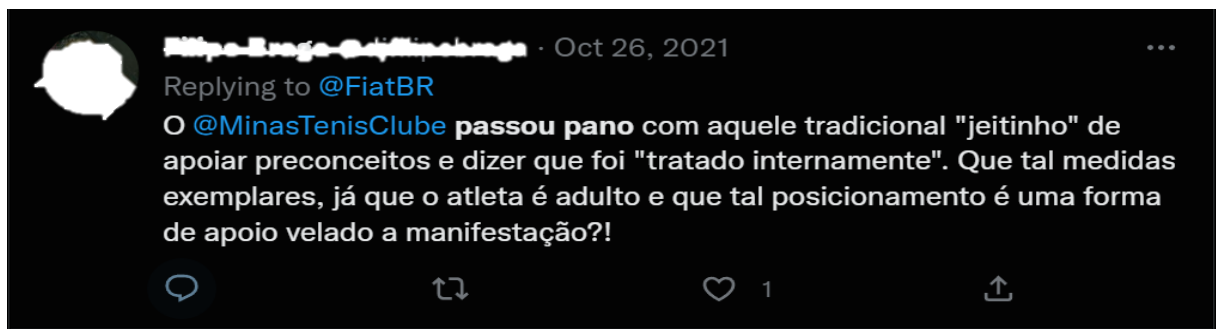 · Oct 26, 2021
Replying to @FiatBR
O @MinasTenisClube passou pano com aquele tradicional "jeitinho" de
apoiar preconceitos e dizer que foi "tratado internamente". Que tal medidas
exemplares, já que o atleta é adulto e que tal posicionamento é uma forma
de apoio velado a manifestação?!
1